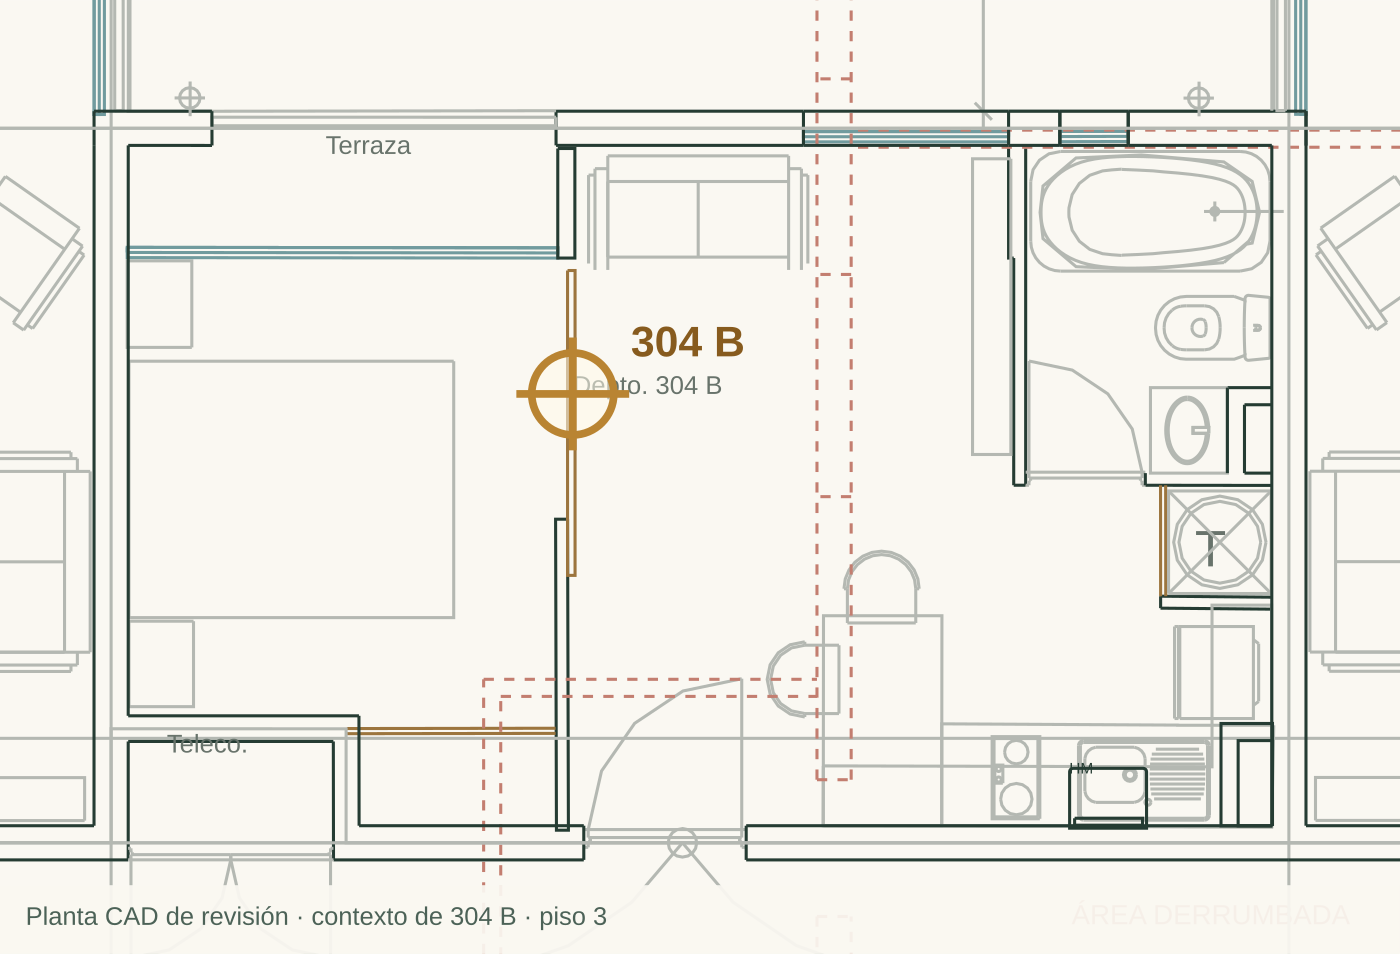 Terraza
304 B
Depto. 304 B
T
Teleco.
HM
Planta CAD de revisión · contexto de 304 B · piso 3
ÁREA DERRUMBADA